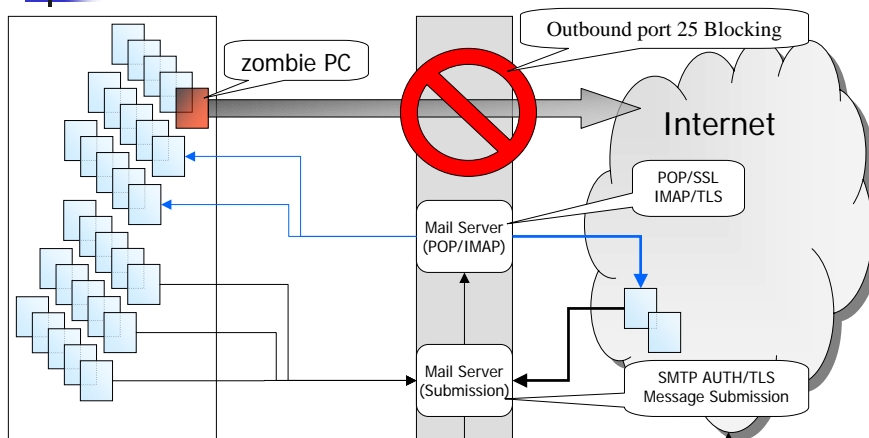 Outbound port 25 Blocking
zombie PC
Internet
POP/SSL
IMAP/TLS
Mail Server
(POP/IMAP)
Mail Server
(Submission)
SMTP AUTH/TLS
Message Submission